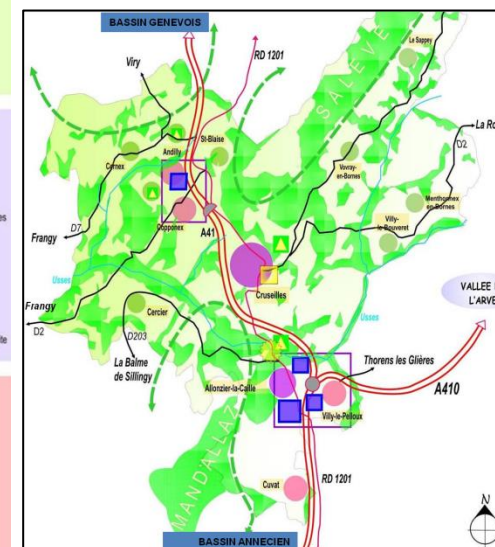 BASSIN GENEVOIS
Le Sappey
RD 1201
Viry
SALEVE
La Ro
D2
St-Blaise
Andilly
Cernex
Vovray-
en-Bornes
Menthonnex
en-Bornes
Villy-
le-Bouveret
Frangy
D7
Copponex
A41
Usses
Cruseilles
Usses
VALLEE
L'ARVE
Frangy
D2
Cercier
D203
La Balme
de Sillingy
Thorens les Glières
A410
Allonzier-la-Caille
Villy-le-Pelloux
MANDALLAZ
RD 1201
Cuvat
N
BASSIN ANNECIEN
es
ite